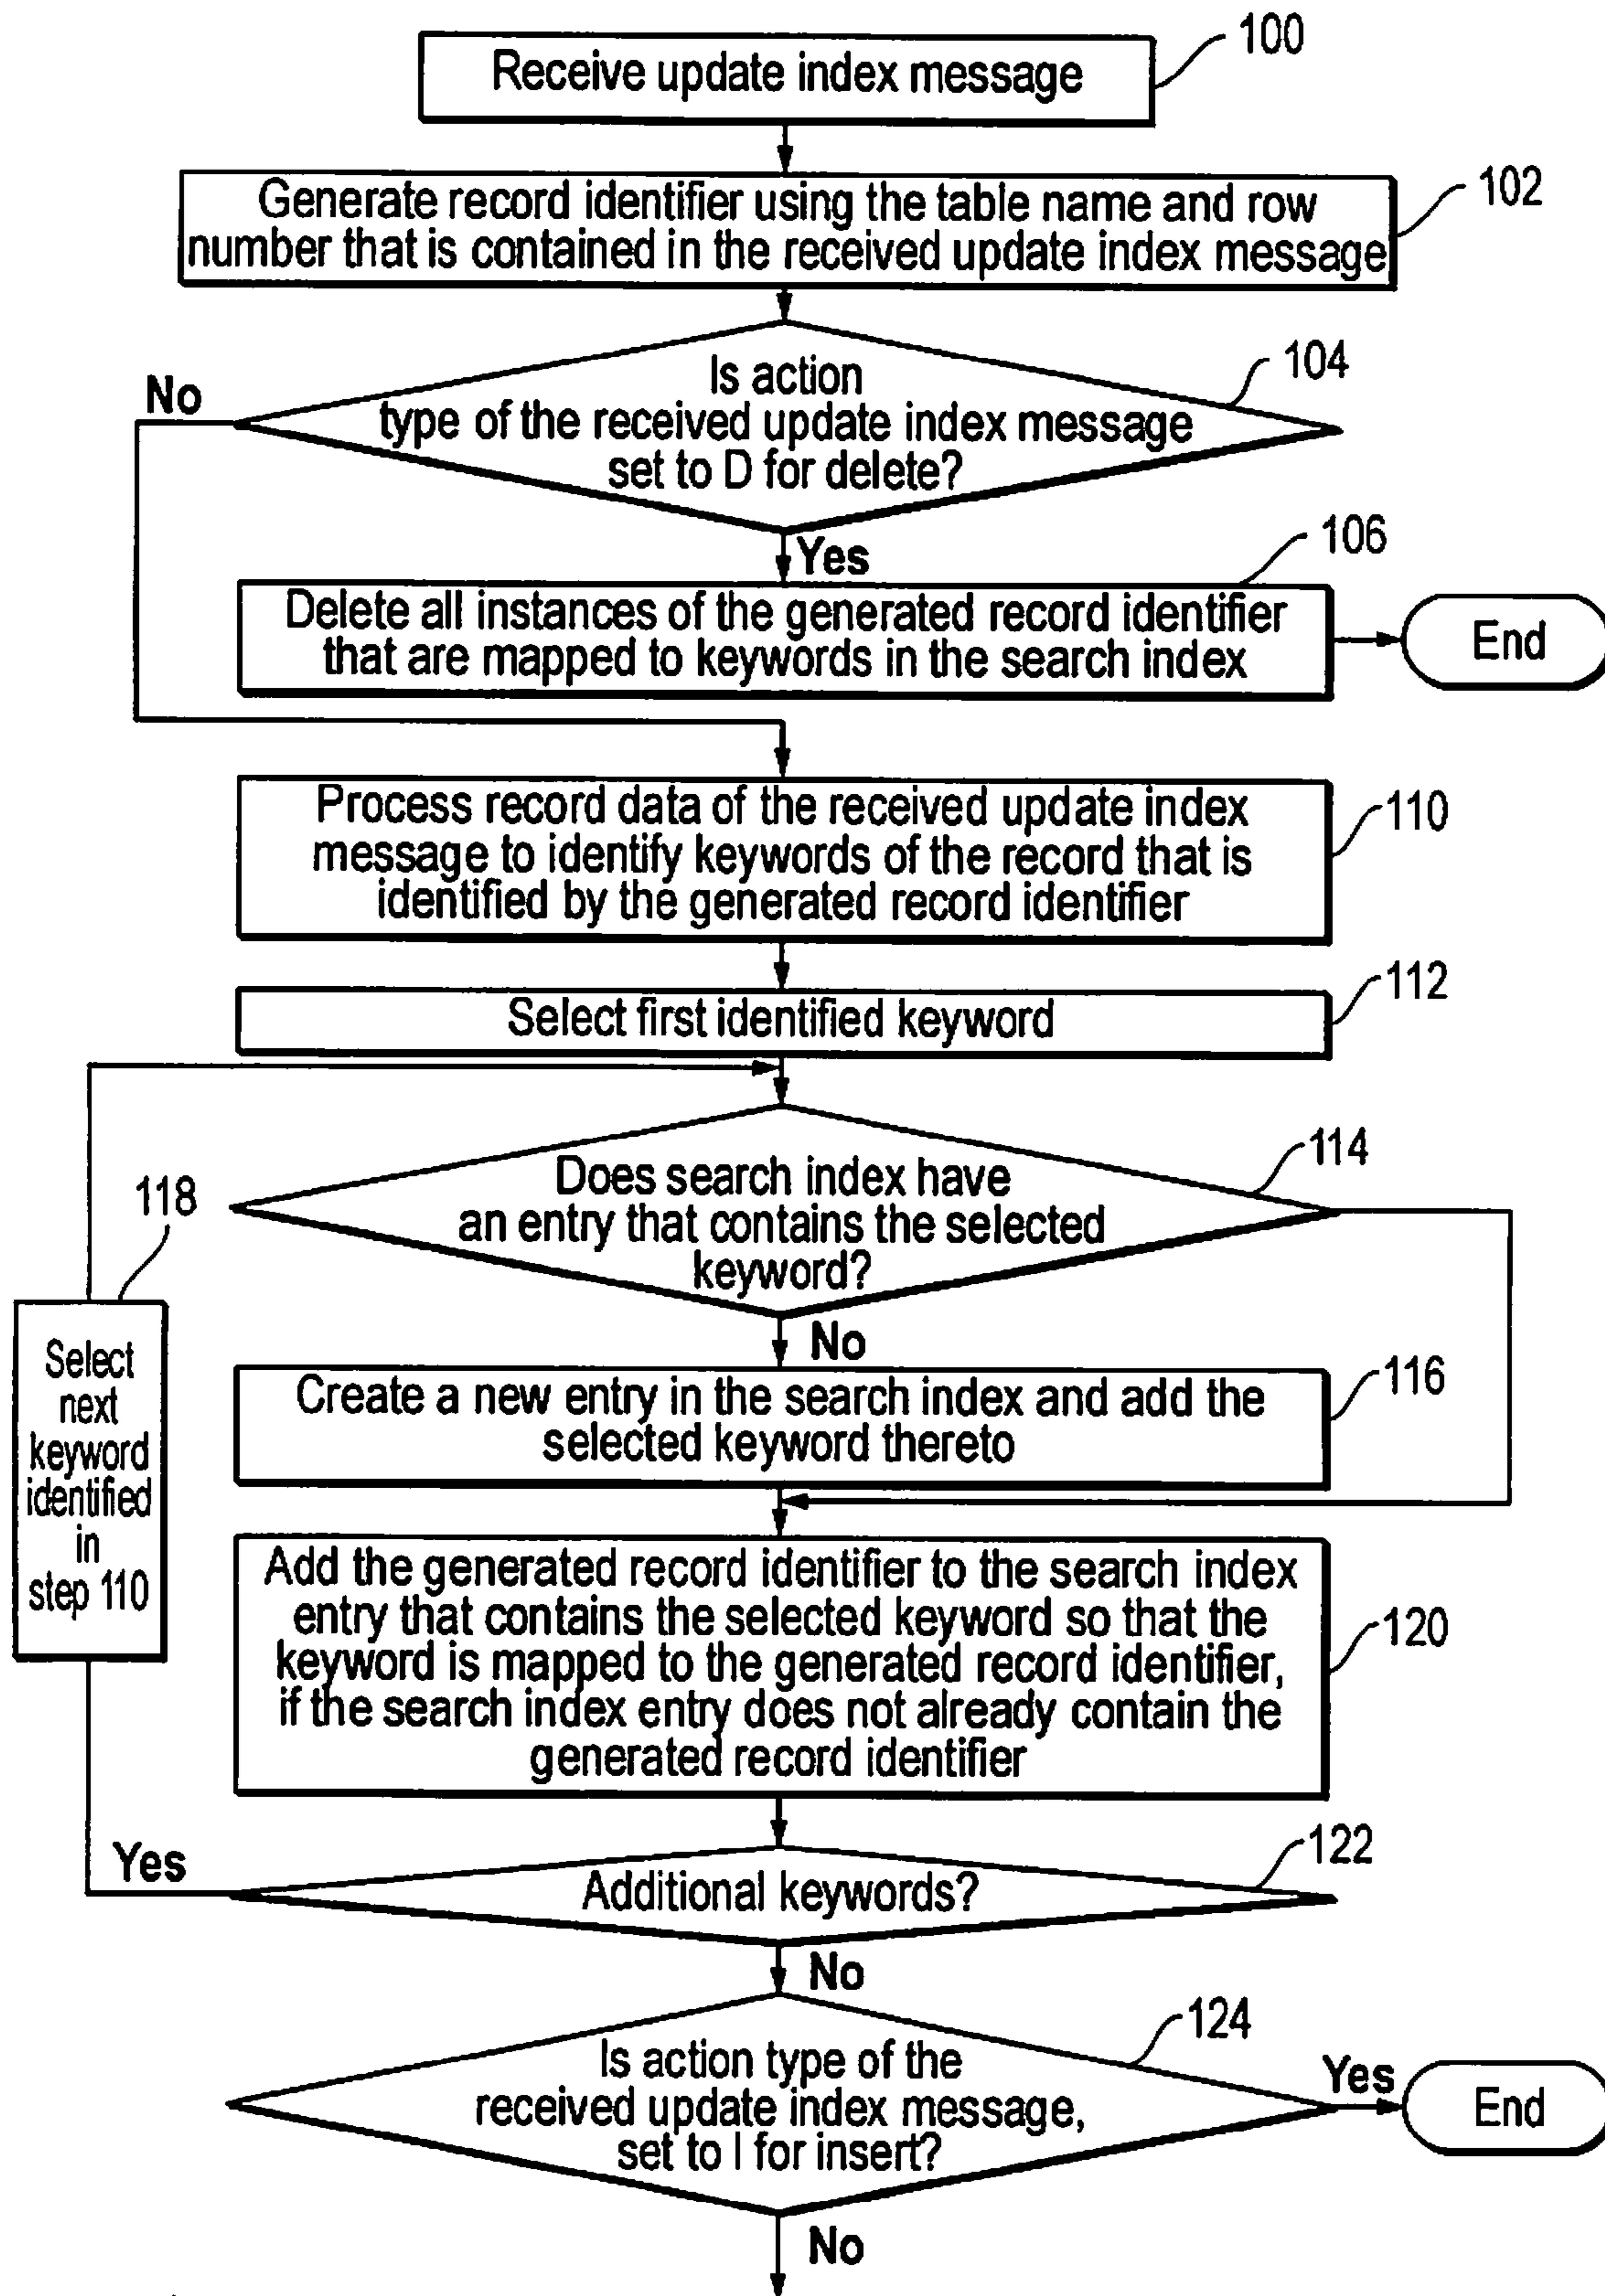 100
Receive update index message
102
Generate record identifier using the table name and row
number that is contained in the received update index message
104
No
Is action
type of the received update index message
set to D for delete?
Yes
106
Delete all instances of the generated record identifier
that are mapped to keywords in the search index
End
Process record data of the received update index
message to identify keywords of the record that is
identified by the generated record identifier
110
112
Select first identified keyword
114
Does search index have
an entry that contains the selected
keyword?
118
No
Select
next
keyword
identified
in
step 110
116
Create a new entry in the search index and add the
selected keyword thereto
Add the generated record identifier to the search index
entry that contains the selected keyword so that the
keyword is mapped to the generated record identifier,
if the search index entry does not already contain the
generated record identifier
120
122
Yes
Additional keywords?
No
124
Is action type of the
received update index message,
set to I for insert?
Yes
End
No